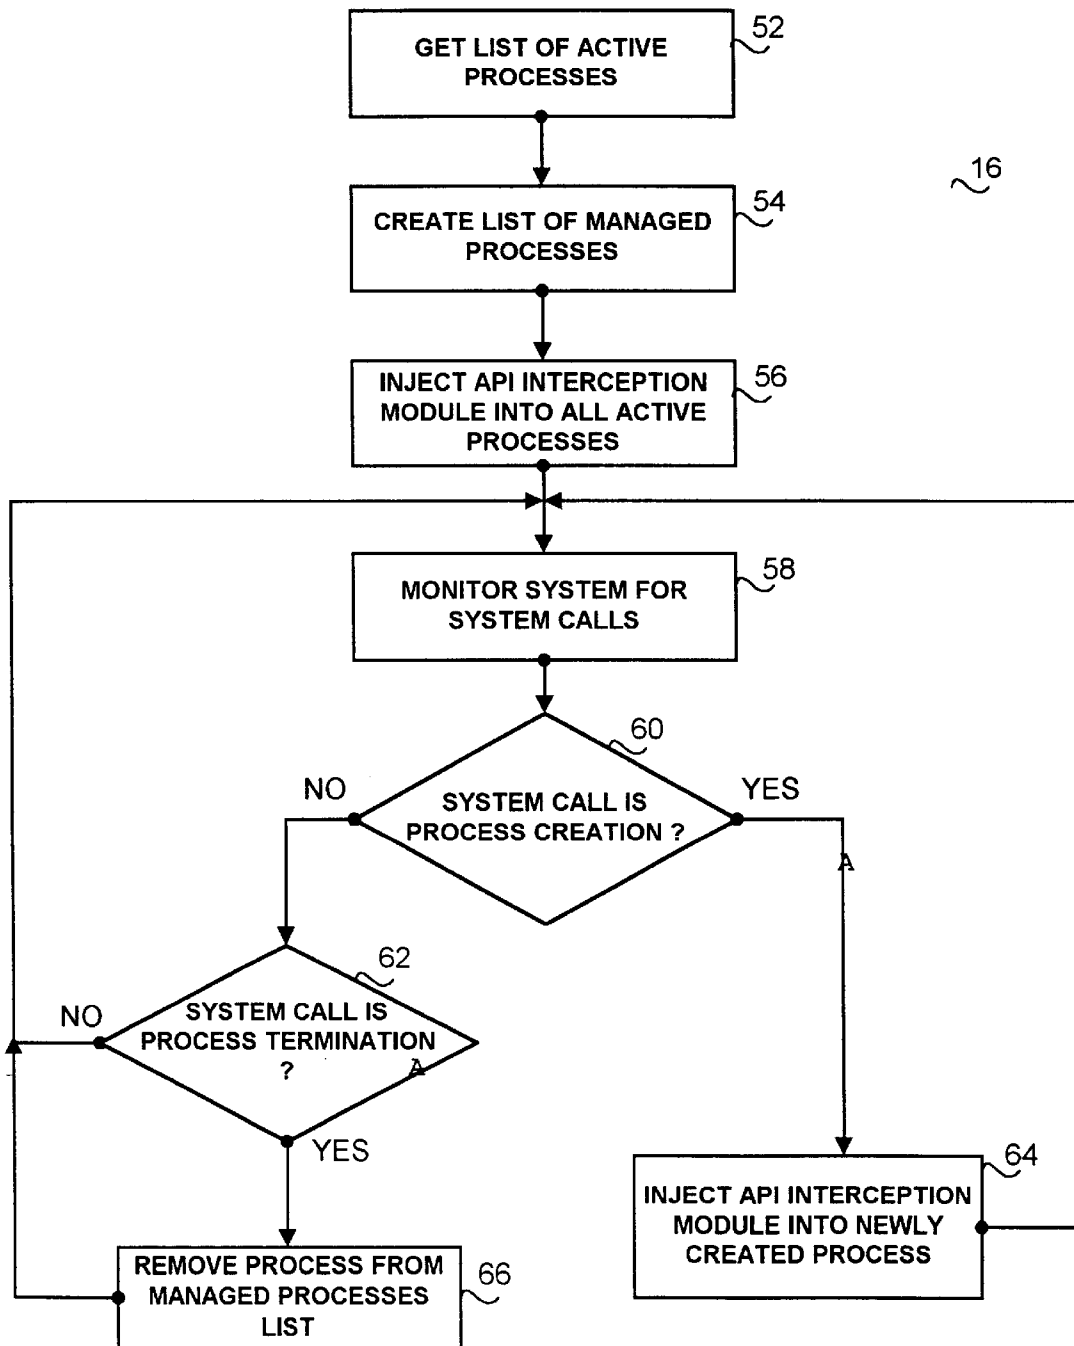 52
GET LIST OF ACTIVE
PROCESSES
16
54
CREATE LIST OF MANAGED
PROCESSES
56
INJECT API INTERCEPTION
MODULE INTO ALL ACTIVE
PROCESSES
58
MONITOR SYSTEM FOR
SYSTEM CALLS
60
NO
YES
SYSTEM CALL IS
PROCESS CREATION ?
A
62
NO
SYSTEM CALL IS
PROCESS TERMINATION
?
A
YES
64
INJECT API INTERCEPTION
MODULE INTO NEWLY
CREATED PROCESS
66
REMOVE PROCESS FROM
MANAGED PROCESSES
LIST